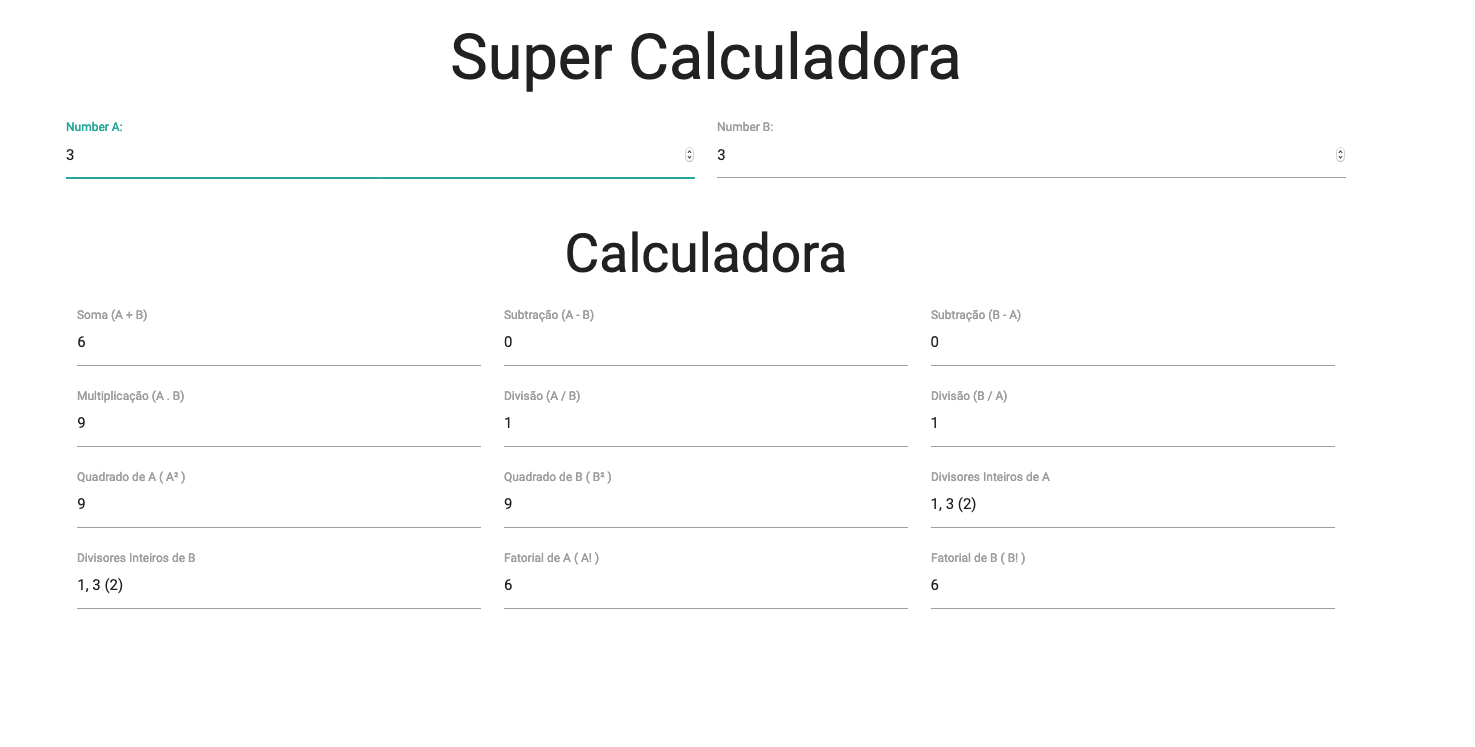 Super Calculadora
Number A: Number B:
3 3
Calculadora
Soma (A + B) Subtração (A - B) Subtração (B - A)
6 0 0
Multiplicação (A . B) Divisão (A / B) Divisão (B / A)
9 1 1
Quadrado de A ( A² ) Quadrado de B ( B² ) Divisores Inteiros de A
9 9 1, 3 (2)
Divisores Inteiros de B Fatorial de A ( A! ) Fatorial de B ( B! )
1, 3 (2) 6 6